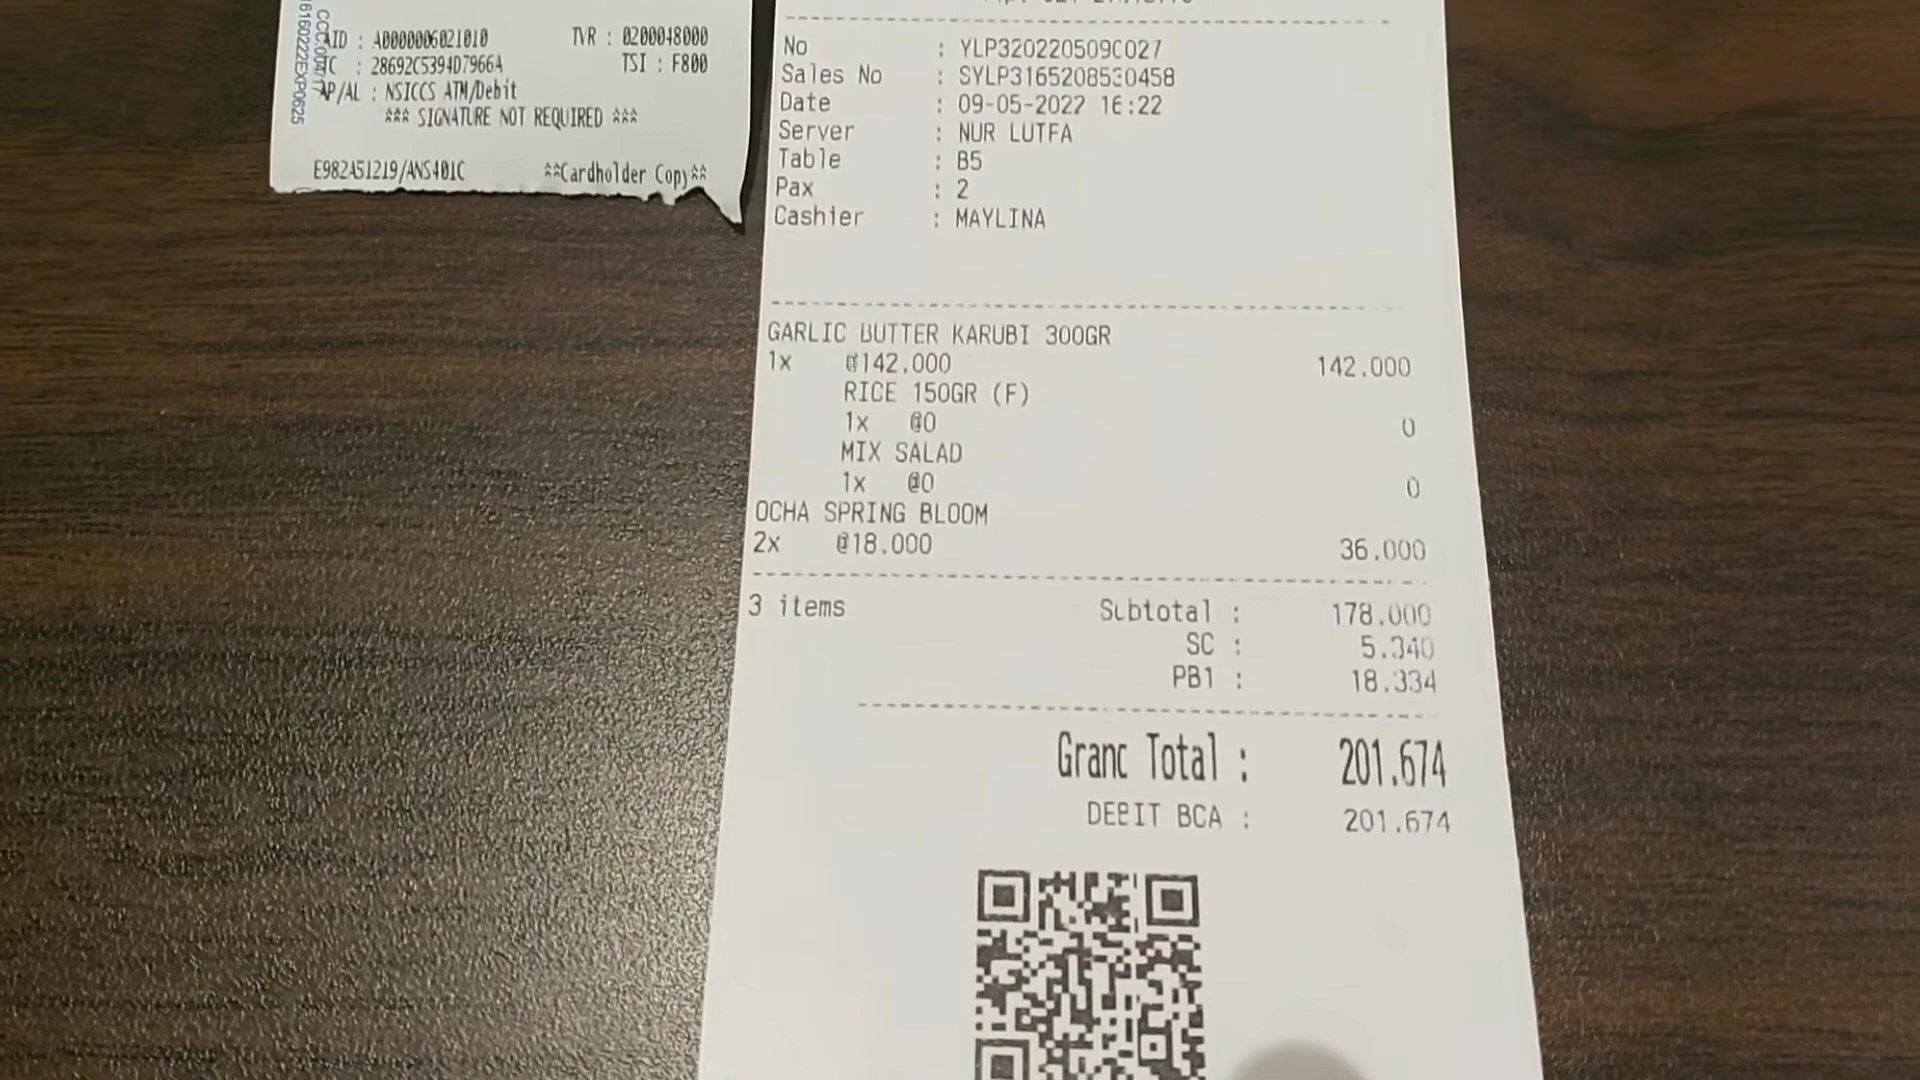 AID : A0000006021010 TVR : 0200048000
TC : 28692C5394D7966A TSI : F800
AP/AL : NSICCS ATM/Debit
*** SIGNATURE NOT REQUIRED ***
E982A51219/ANS401C **Cardholder Copy**
No : YLP320220509C027
Sales No : SYLP3165208530458
Date : 09-05-2022 16:22
Server : NUR LUTFA
Table : B5
Pax : 2
Cashier : MAYLINA
GARLIC BUTTER KARUBI 300GR
1x @142.000 142.000
RICE 150GR (F)
1x @0 0
MIX SALAD
1x @0 0
OCHA SPRING BLOOM
2x @18.000 36.000
3 items Subtotal : 178.000
SC : 5.340
PB1 : 18.334
Grand Total : 201.674
DEBIT BCA : 201.674